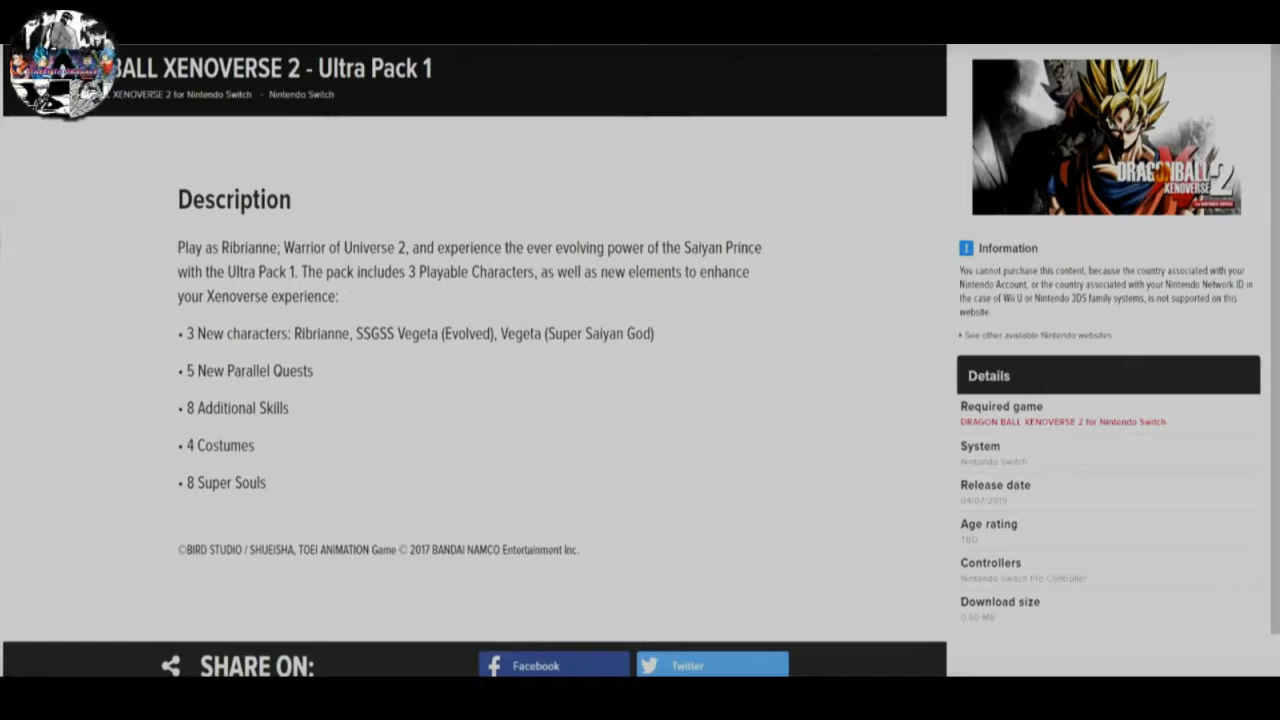 BALL XENOVERSE 2 - Ultra Pack 1
XENOVERSE 2 for Nintendo Switch · Nintendo Switch
Description
Play as Ribrianne; Warrior of Universe 2, and experience the ever evolving power of the Saiyan Prince
with the Ultra Pack 1. The pack includes 3 Playable Characters, as well as new elements to enhance
your Xenoverse experience:
• 3 New characters: Ribrianne, SSGSS Vegeta (Evolved), Vegeta (Super Saiyan God)
• 5 New Parallel Quests
• 8 Additional Skills
• 4 Costumes
• 8 Super Souls
©BIRD STUDIO / SHUEISHA, TOEI ANIMATION Game © 2017 BANDAI NAMCO Entertainment Inc.
SHARE ON:
Facebook
Twitter
DRAGONBALL
XENOVERSE 2
Information
You cannot purchase this content, because the country associated with your
Nintendo Account, or the country associated with your Nintendo Network ID in
the case of Wii U or Nintendo 3DS family systems, is not supported on this
website.
See other available Nintendo websites
Details
Required game
DRAGON BALL XENOVERSE 2 for Nintendo Switch
System
Nintendo Switch
Release date
04/07/2019
Age rating
TBD
Controllers
Nintendo Switch Pro Controller
Download size
0.00 MB